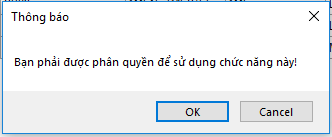 Thông báo
Bạn phải được phân quyền để sử dụng chức năng này!
OK
Cancel